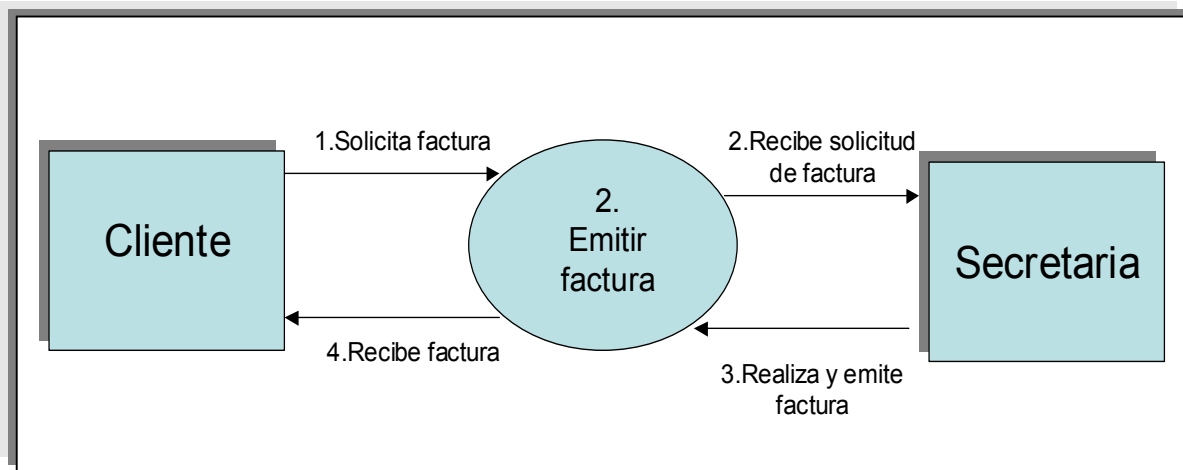 1.Solicita factura
2.Recibe solicitud
de factura
Cliente
2.
Emitir
factura
Secretaria
4.Recibe factura
3.Realiza y emite
factura